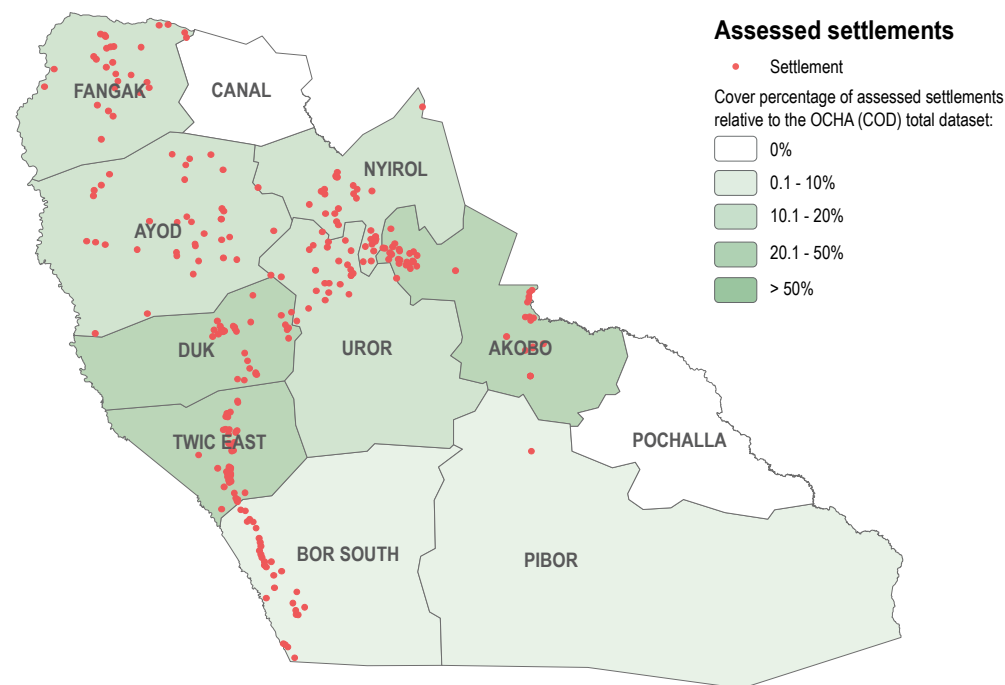 Assessed settlements
Settlement
Cover percentage of assessed settlements
relative to the OCHA (COD) total dataset:
0%
0.1 - 10%
10.1 - 20%
20.1 - 50%
> 50%
FANGAK
CANAL
NYIROL
AYOD
DUK
UROR
AKOBO
TWIC EAST
POCHALLA
BOR SOUTH
PIBOR